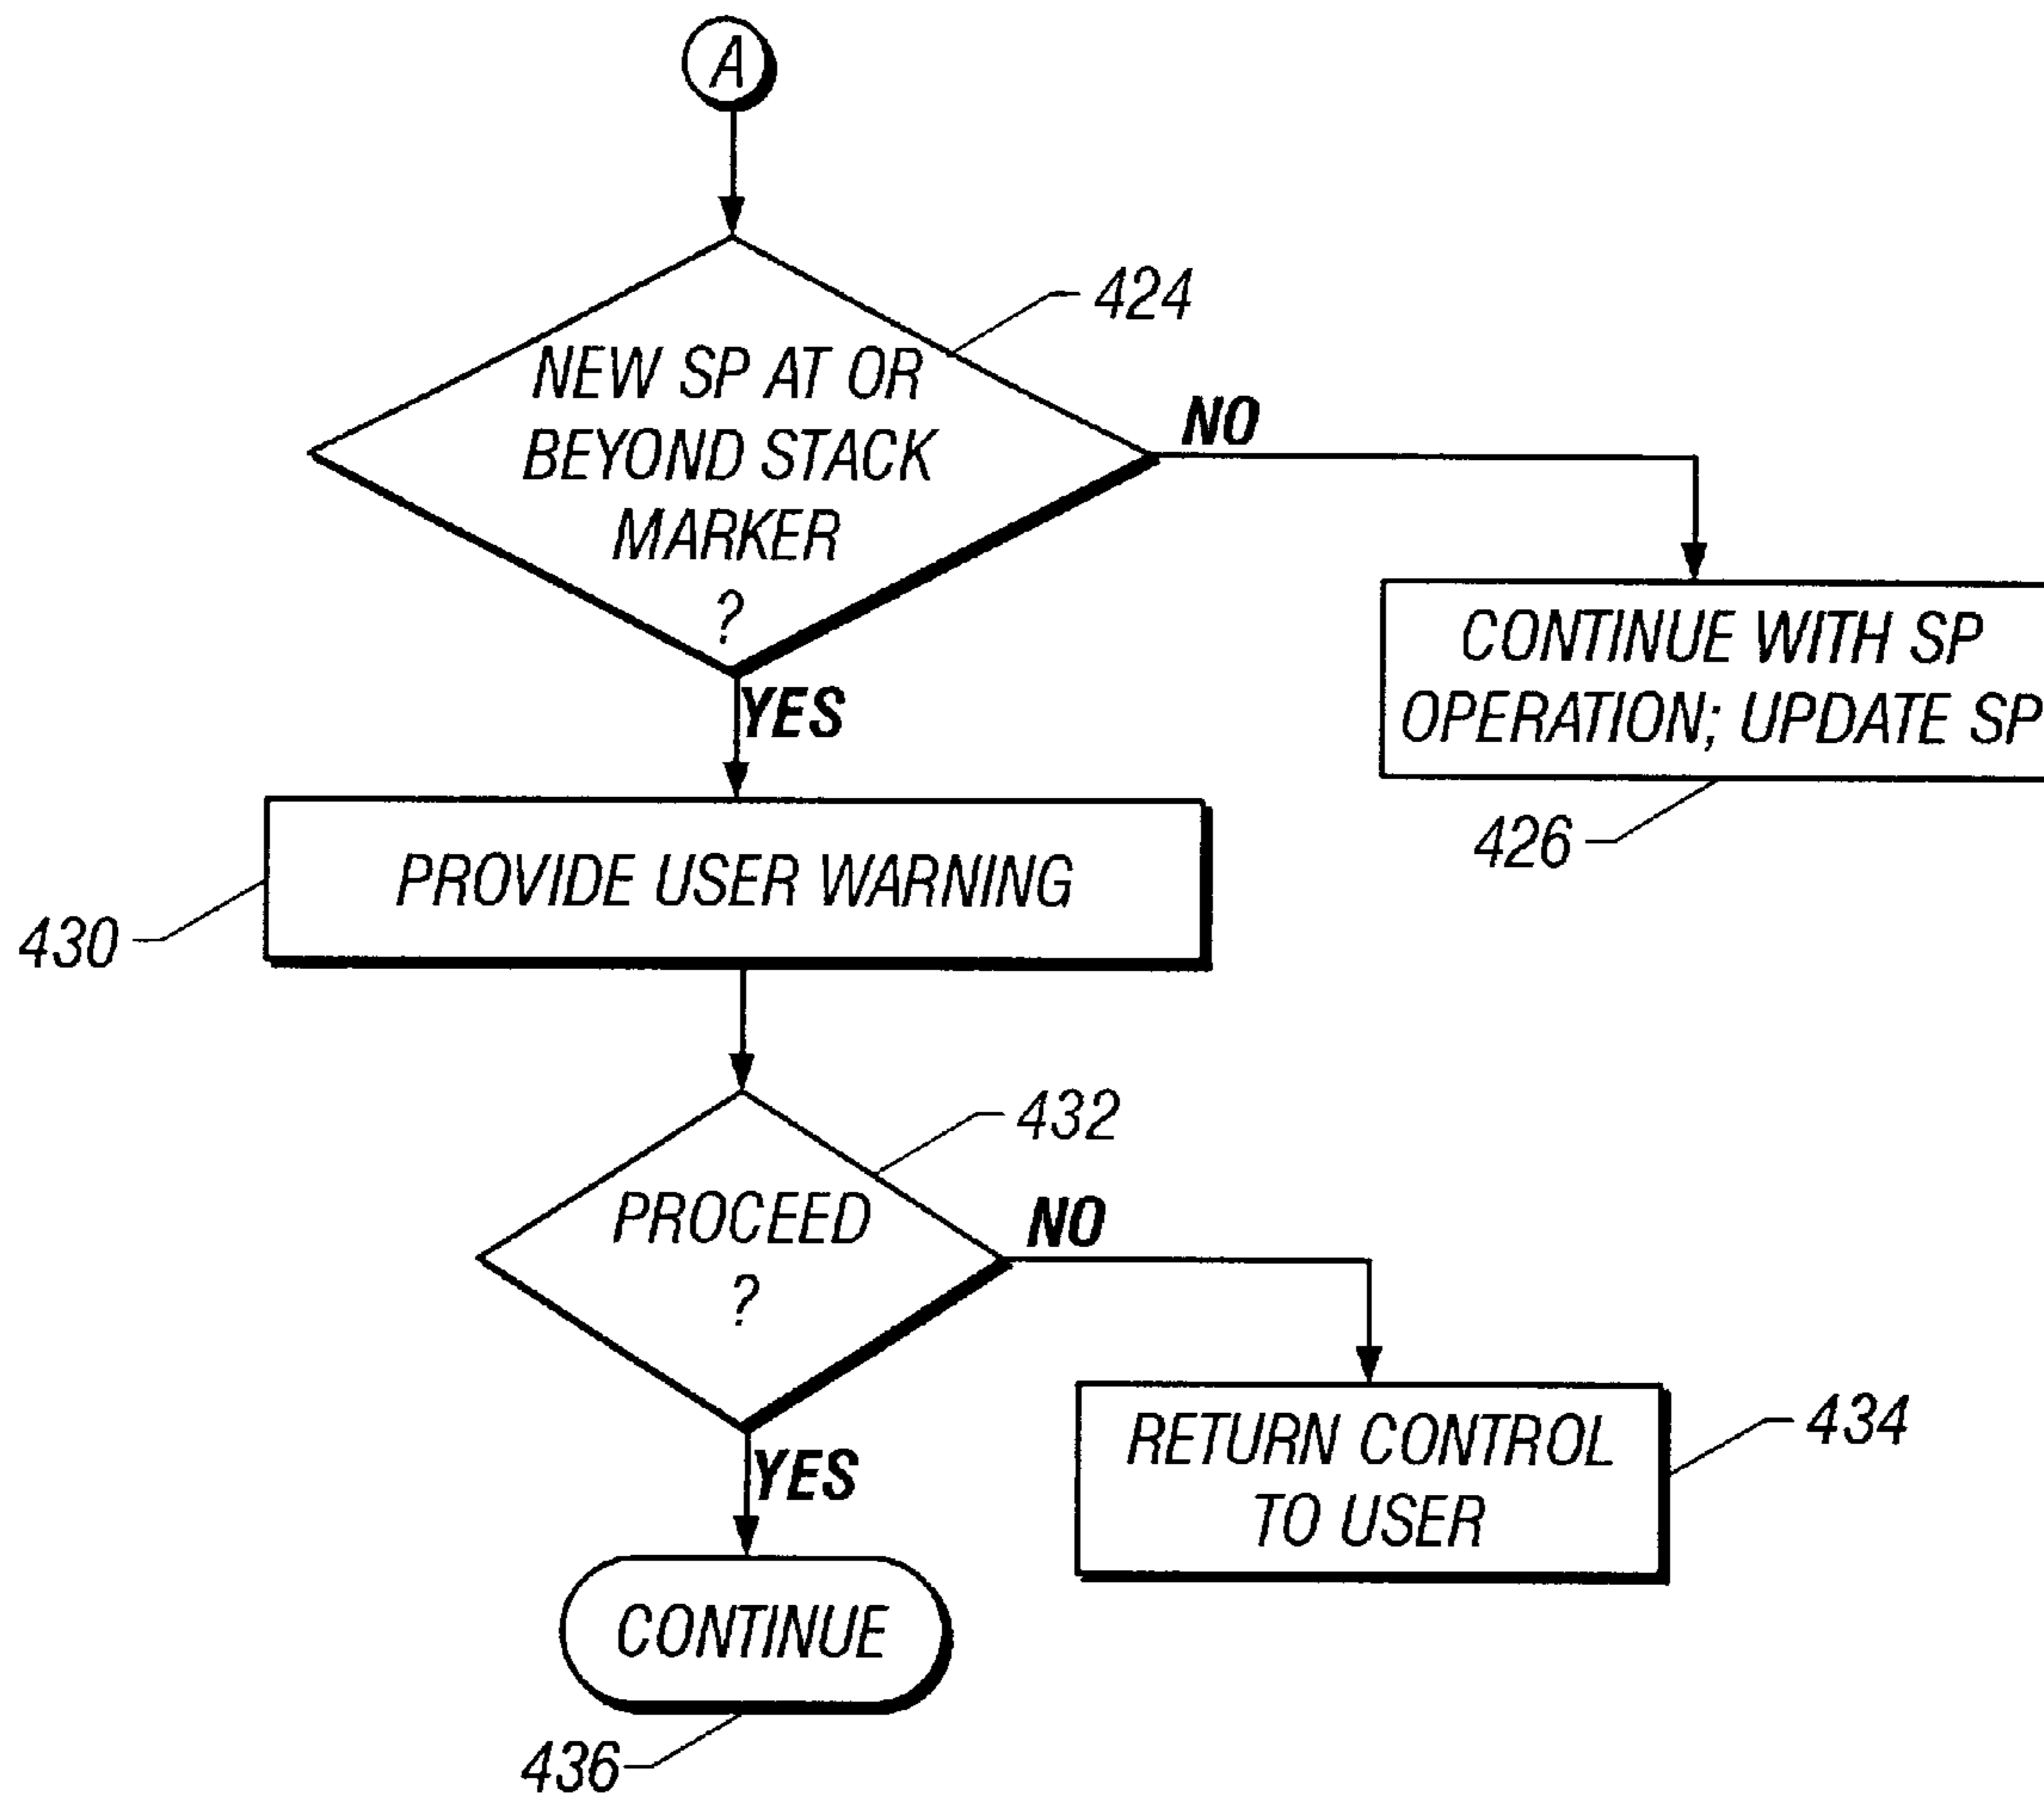 A
424
NEW SP AT OR
BEYOND STACK
MARKER
?
NO
YES
CONTINUE WITH SP
OPERATION; UPDATE SP
426
PROVIDE USER WARNING
430
432
PROCEED
?
NO
YES
RETURN CONTROL
TO USER
434
CONTINUE
436